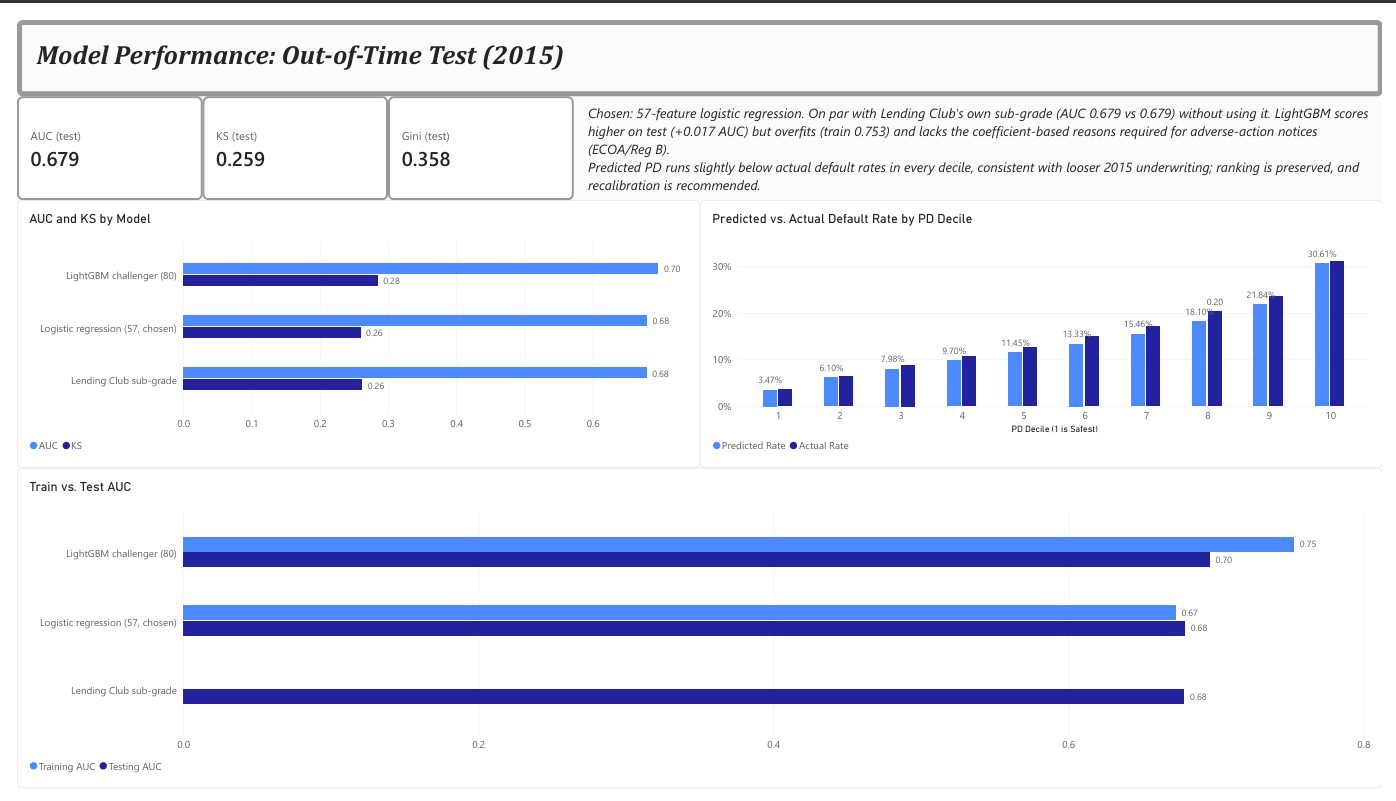 Model Performance: Out-of-Time Test (2015)
AUC (test)
0.679
KS (test)
0.259
Gini (test)
0.358
Chosen: 57-feature logistic regression. On par with Lending Club's own sub-grade (AUC 0.679 vs 0.679) without using it. LightGBM scores
higher on test (+0.017 AUC) but overfits (train 0.753) and lacks the coefficient-based reasons required for adverse-action notices
(ECOA/Reg B).
Predicted PD runs slightly below actual default rates in every decile, consistent with looser 2015 underwriting; ranking is preserved, and
recalibration is recommended.
AUC and KS by Model
LightGBM challenger (80)
0.70
0.28
Logistic regression (57, chosen)
0.68
0.26
Lending Club sub-grade
0.68
0.26
0.0 0.1 0.2 0.3 0.4 0.5 0.6
AUC KS
Predicted vs. Actual Default Rate by PD Decile
30%
20%
10%
0%
3.47%
6.10%
7.98%
9.70%
11.45%
13.33%
15.46%
18.10%
0.20
21.84%
30.61%
1 2 3 4 5 6 7 8 9 10
PD Decile (1 is Safest)
Predicted Rate Actual Rate
Train vs. Test AUC
LightGBM challenger (80)
0.75
0.70
Logistic regression (57, chosen)
0.67
0.68
Lending Club sub-grade
0.68
0.0 0.2 0.4 0.6 0.8
Training AUC Testing AUC